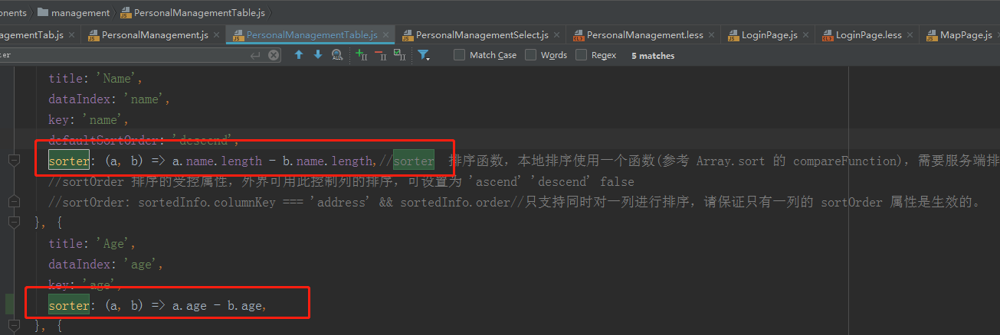 onents management PersonalManagementTable.js
nagementTab.js PersonalManagement.js PersonalManagementTable.js PersonalManagementSelect.js PersonalManagement.less LoginPage.js LoginPage.less MapPage.js
ter Match Case Words Regex 5 matches
title: 'Name',
dataIndex: 'name',
key: 'name',
defaultSortOrder: 'descend',
sorter: (a, b) => a.name.length - b.name.length,//sorter 排序函数，本地排序使用一个函数(参考 Array.sort 的 compareFunction)，需要服务端排
//sortOrder 排序的受控属性，外界可用此控制列的排序，可设置为 'ascend' 'descend' false
//sortOrder: sortedInfo.columnKey === 'address' && sortedInfo.order//只支持同时对一列进行排序，请保证只有一列的 sortOrder 属性是生效的。
}, {
title: 'Age',
dataIndex: 'age',
key: 'age',
sorter: (a, b) => a.age - b.age,
}, {